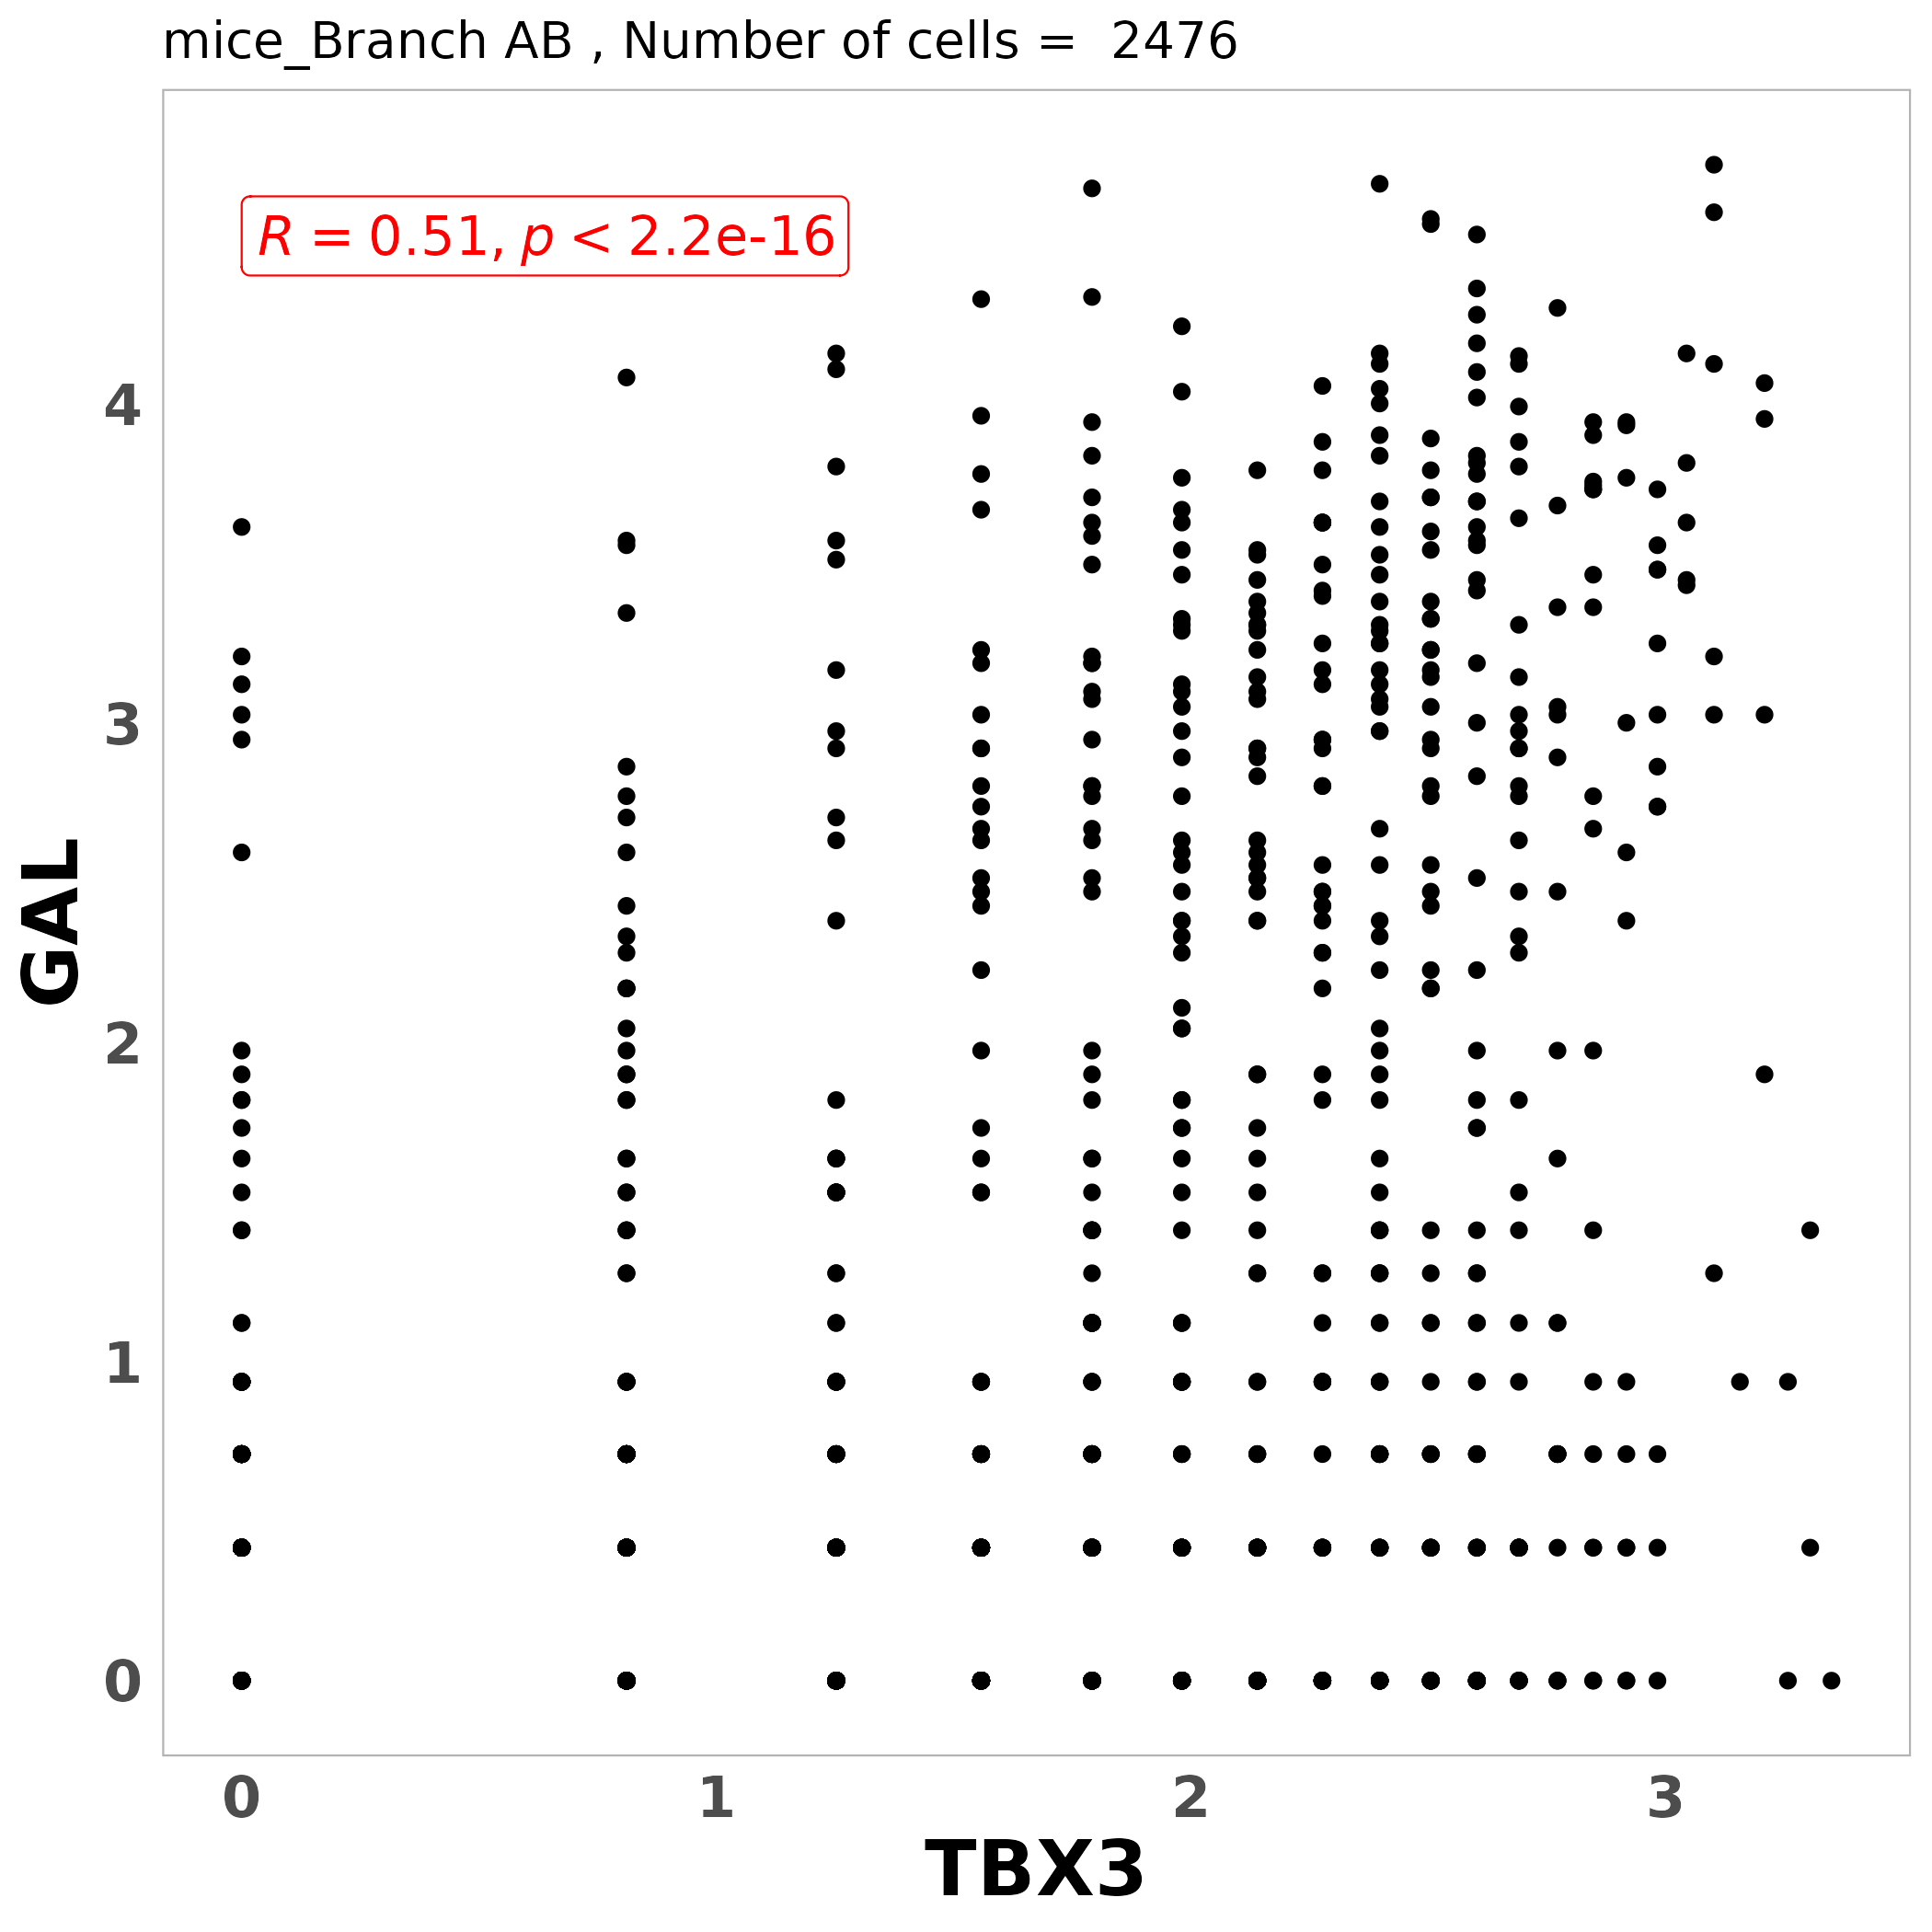 mice_Branch AB , Number of cells =  2476
R = 0.51, p < 2.2e-16
GAL
4
3
2
1
0
0 1 2 3
TBX3